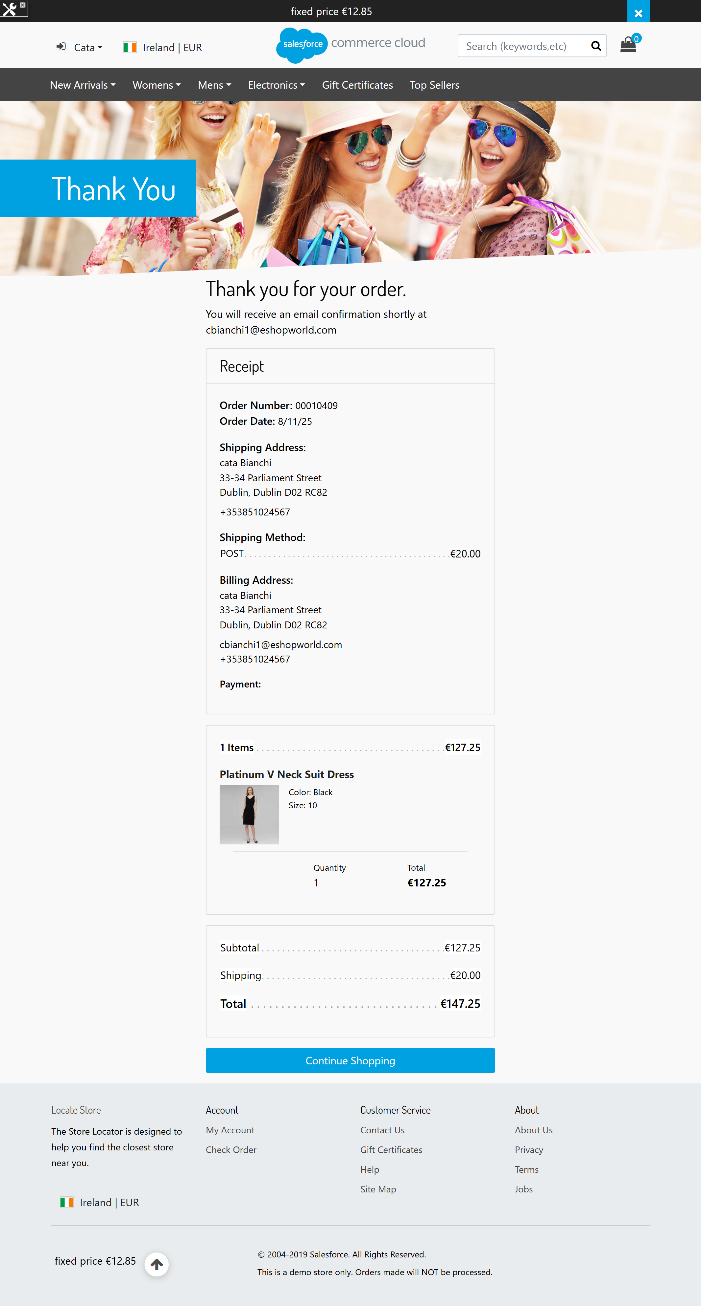 fixed price €12.85
Cata
Ireland | EUR
salesforce commerce cloud
Search (keywords,etc)
0
New Arrivals Womens Mens Electronics Gift Certificates Top Sellers
Thank You
Thank you for your order.
You will receive an email confirmation shortly at
cbianchi1@eshopworld.com
Receipt
Order Number: 00010409
Order Date: 8/11/25
Shipping Address:
cata Bianchi
33-34 Parliament Street
Dublin, Dublin D02 RC82
+353851024567
Shipping Method:
POST €20.00
Billing Address:
cata Bianchi
33-34 Parliament Street
Dublin, Dublin D02 RC82
cbianchi1@eshopworld.com
+353851024567
Payment:
1 Items €127.25
Platinum V Neck Suit Dress
Color: Black
Size: 10
Quantity Total
1 €127.25
Subtotal €127.25
Shipping €20.00
Total €147.25
Continue Shopping
Locate Store
The Store Locator is designed to
help you find the closest store
near you.
Ireland | EUR
Account
My Account
Check Order
Customer Service
Contact Us
Gift Certificates
Help
Site Map
About
About Us
Privacy
Terms
Jobs
fixed price €12.85
© 2004-2019 Salesforce. All Rights Reserved.
This is a demo store only. Orders made will NOT be processed.